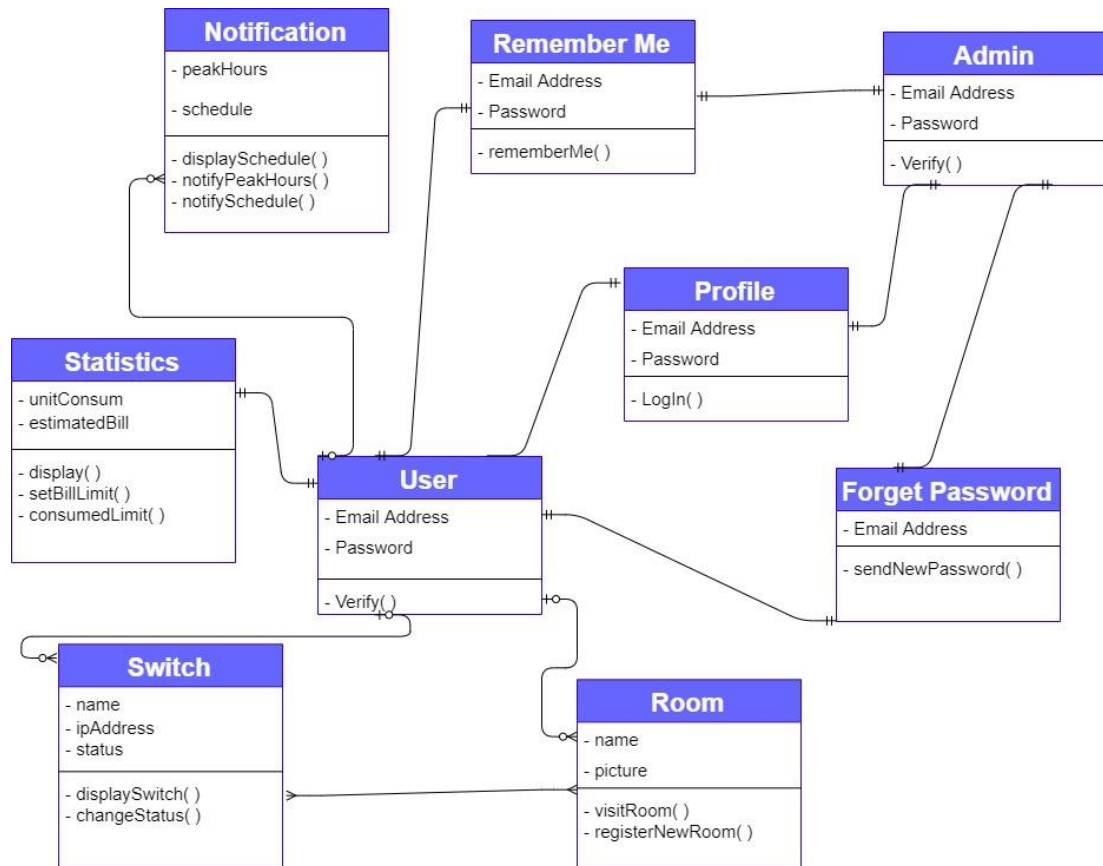 Notification
- peakHours
- schedule
- displaySchedule( )
- notifyPeakHours( )
- notifySchedule( )
Remember Me
- Email Address
- Password
- rememberMe( )
Admin
- Email Address
- Password
- Verify( )
Profile
- Email Address
- Password
- LogIn( )
Statistics
- unitConsum
- estimatedBill
- display( )
- setBillLimit( )
- consumedLimit( )
User
- Email Address
- Password
- Verify( )
Forget Password
- Email Address
- sendNewPassword( )
Switch
- name
- ipAddress
- status
- displaySwitch( )
- changeStatus( )
Room
- name
- picture
- visitRoom( )
- registerNewRoom( )